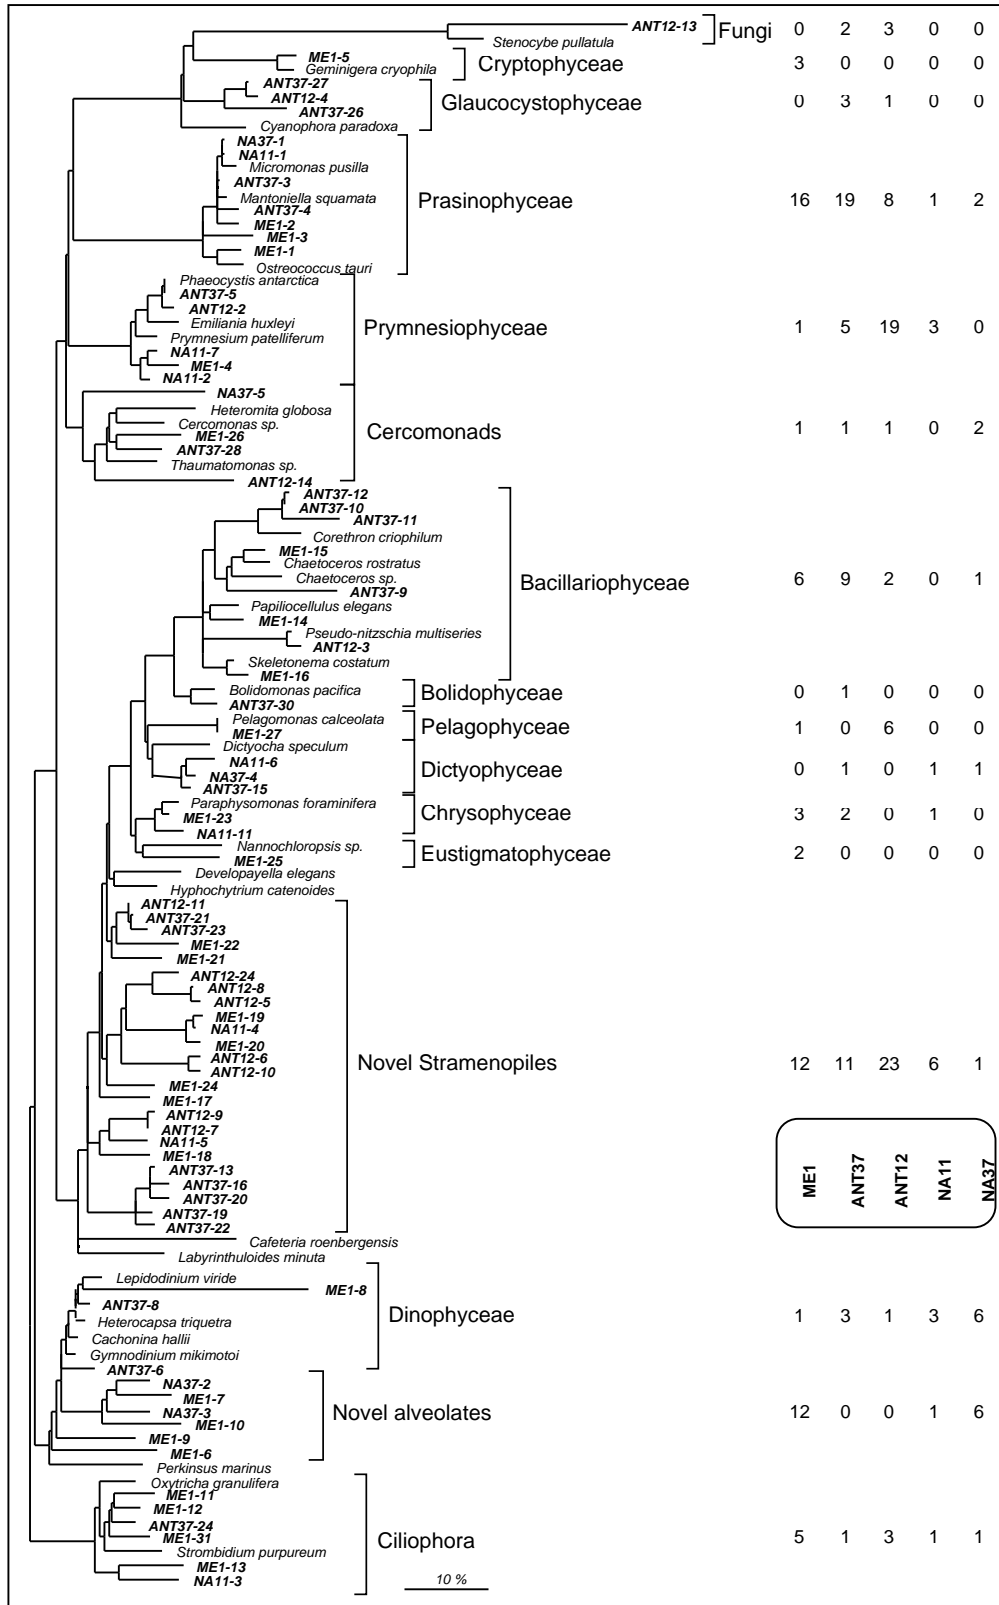 ANT12-13
Fungi 0 2 3 0 0
Stenocybe pullatula
ME1-5
Cryptophyceae 3 0 0 0 0
Geminigera cryophila
ANT37-27
ANT12-4
Glaucocystophyceae 0 3 1 0 0
ANT37-26
Cyanophora paradoxa
NA37-1
NA11-1
Micromonas pusilla
ANT37-3
Mantoniella squamata
Prasinophyceae 16 19 8 1 2
ANT37-4
ME1-2
ME1-3
ME1-1
Ostreococcus tauri
Phaeocystis antarctica
ANT37-5
ANT12-2
Emiliania huxleyi
Prymnesiophyceae 1 5 19 3 0
Prymnesium patelliferum
NA11-7
ME1-4
NA11-2
NA37-5
Heteromita globosa
Cercomonas sp.
Cercomonads 1 1 1 0 2
ME1-26
ANT37-28
Thaumatomonas sp.
ANT12-14
ANT37-12
ANT37-10
ANT37-11
Corethron criophilum
ME1-15
Chaetoceros rostratus
Chaetoceros sp.
Bacillariophyceae 6 9 2 0 1
ANT37-9
Papiliocellulus elegans
ME1-14
Pseudo-nitzschia multiseries
ANT12-3
Skeletonema costatum
ME1-16
Bolidomonas pacifica
Bolidophyceae 0 1 0 0 0
ANT37-30
Pelagomonas calceolata
Pelagophyceae 1 0 6 0 0
ME1-27
Dictyocha speculum
NA11-6
Dictyophyceae 0 1 0 1 1
NA37-4
ANT37-15
Paraphysomonas foraminifera
Chrysophyceae 3 2 0 1 0
ME1-23
NA11-11
Nannochloropsis sp.
Eustigmatophyceae 2 0 0 0 0
ME1-25
Developayella elegans
Hyphochytrium catenoides
ANT12-11
ANT37-21
ANT37-23
ME1-22
ME1-21
ANT12-24
ANT12-8
ANT12-5
ME1-19
NA11-4
ME1-20
ANT12-6
Novel Stramenopiles 12 11 23 6 1
ANT12-10
ME1-24
ME1-17
ANT12-9
ANT12-7
NA11-5
ME1-18
ANT37-13
ANT37-16
ANT37-20
ANT37-19
ANT37-22
ME1 ANT37 ANT12 NA11 NA37
Cafeteria roenbergensis
Labyrinthuloides minuta
Lepidodinium viride
ME1-8
ANT37-8
Dinophyceae 1 3 1 3 6
Heterocapsa triquetra
Cachonina hallii
Gymnodinium mikimotoi
ANT37-6
NA37-2
ME1-7
NA37-3
Novel alveolates 12 0 0 1 6
ME1-10
ME1-9
ME1-6
Perkinsus marinus
Oxytricha granulifera
ME1-11
ME1-12
ANT37-24
ME1-31
Ciliophora 5 1 3 1 1
Strombidium purpureum
ME1-13
NA11-3
10 %